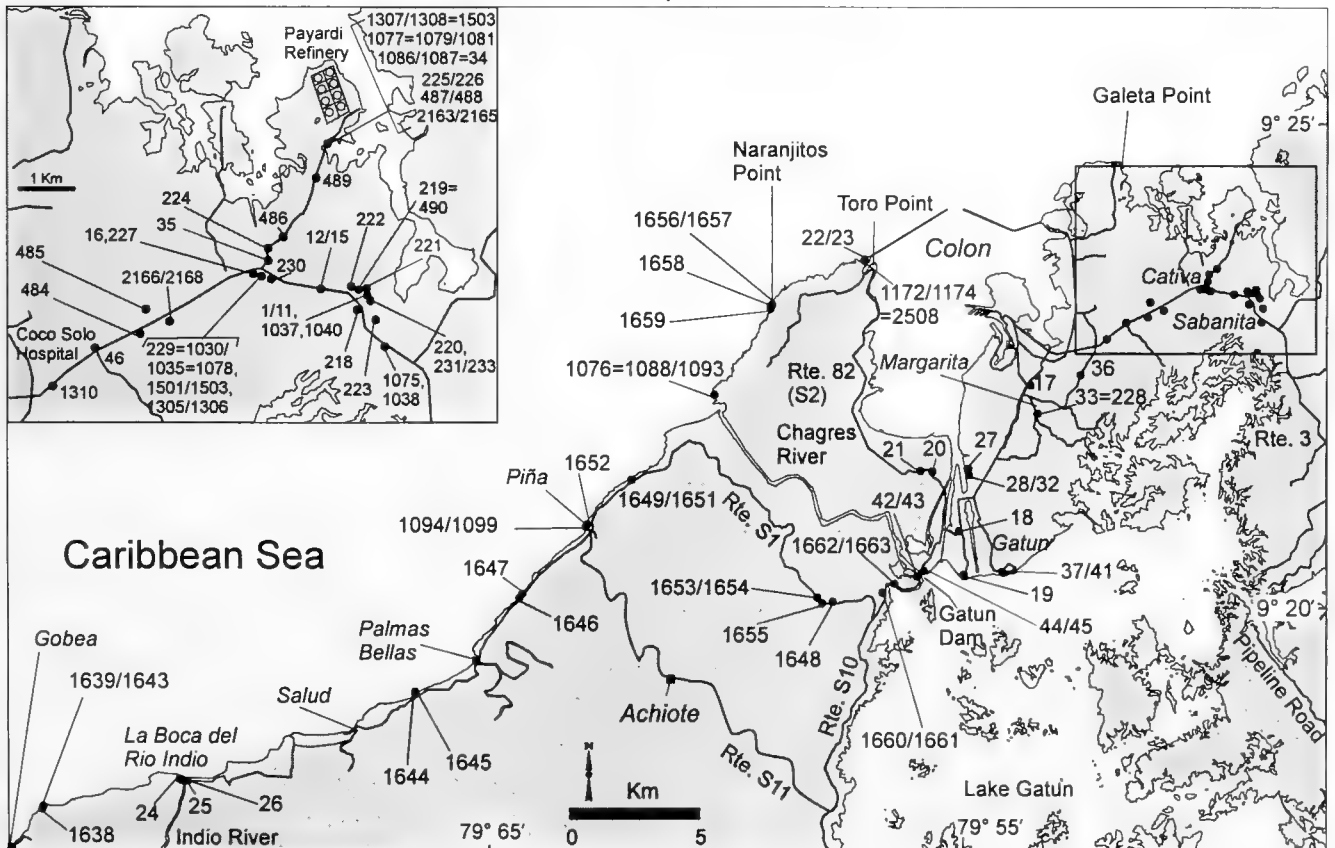 1307/1308=1503
1077=1079/1081
1086/1087=34
225/226
487/488
2163/2165
Payardi
Refinery
1 Km
489
219=
490
224
35
486
222
221
16,227
12/15
485
230
2166/2168
484
1/11,
1037, 1040
Coco Solo
Hospital
46
229=1030/
1035=1078,
1501/1503,
1305/1306
218
223
220,
231/233
1075,
1038
1310
Galeta Point
9° 25′
Naranjitos
Point
Toro Point
1656/1657
22/23
Colon
1658
Cativa
1659
1172/1174
=2508
Sabanita
Margarita
1076=1088/1093
Rte. 82
(S2)
17
36
33=228
Chagres
River
21
20
27
Rte. 3
1652
Piña
28/32
1649/1651
42/43
Rte. S1
18
1094/1099
1662/1663
Gatun
Caribbean Sea
1647
37/41
1653/1654
19
1646
9° 20′
Gatun
Dam
1655
44/45
Palmas
Bellas
1648
Gobea
Pipeline Road
1639/1643
Rte. S10
Salud
Achiote
La Boca del
Rio Indio
1660/1661
Rte. S11
1644
1645
N
Km
Lake Gatun
24
25
26
1638
0
5
79° 65′
79° 55′
Indio River